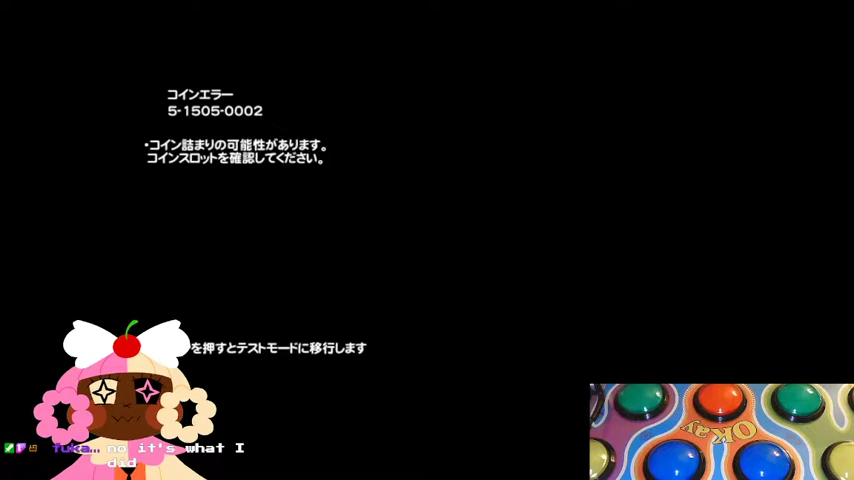 コインエラー
5-1505-0002
・コイン詰まりの可能性があります。
コインスロットを確認してください。
を押すとテストモードに移行します
OKay
no it's what I
did